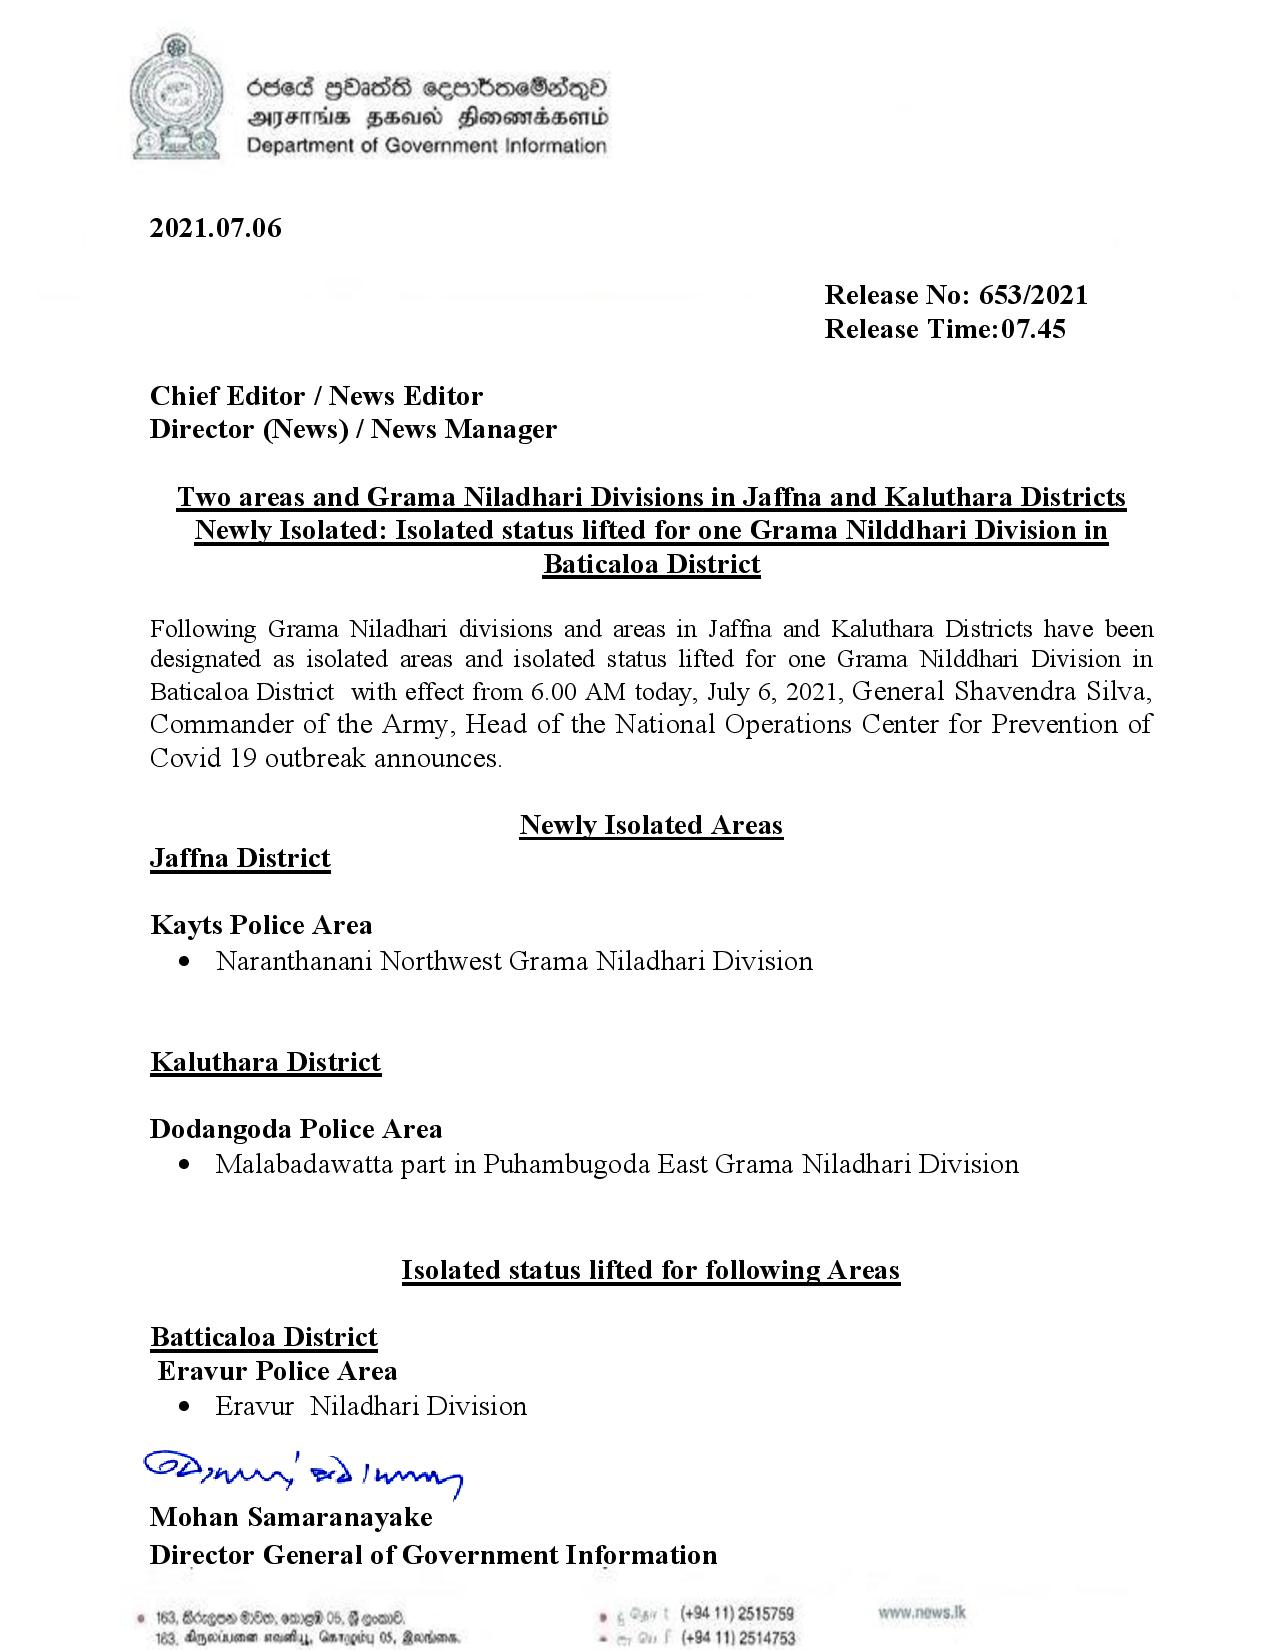 රජයේ ප්‍රවෘත්ති දෙපාර්තමේන්තුව
அரசாங்க தகவல் திணைக்களம்
Department of Government Information
2021.07.06
Release No: 653/2021
Release Time:07.45
Chief Editor / News Editor
Director (News) / News Manager
Two areas and Grama Niladhari Divisions in Jaffna and Kaluthara Districts
Newly Isolated: Isolated status lifted for one Grama Nilddhari Division in
Baticaloa District
Following Grama Niladhari divisions and areas in Jaffna and Kaluthara Districts have been
designated as isolated areas and isolated status lifted for one Grama Nilddhari Division in
Baticaloa District with effect from 6.00 AM today, July 6, 2021, General Shavendra Silva,
Commander of the Army, Head of the National Operations Center for Prevention of
Covid 19 outbreak announces.
Newly Isolated Areas
Jaffna District
Kayts Police Area
• Naranthanani Northwest Grama Niladhari Division
Kaluthara District
Dodangoda Police Area
• Malabadawatta part in Puhambugoda East Grama Niladhari Division
Isolated status lifted for following Areas
Batticaloa District
Eravur Police Area
• Eravur Niladhari Division
Mohan Samaranayake
Director General of Government Information
163, කිරුලපන මාවත, කොළඹ 05, ශ්‍රී ලංකාව.
163, கிருலப்பனை எவனியூ, கொழும்பு 05, இலங்கை.
(+94 11) 2515759
(+94 11) 2514753
www.news.lk